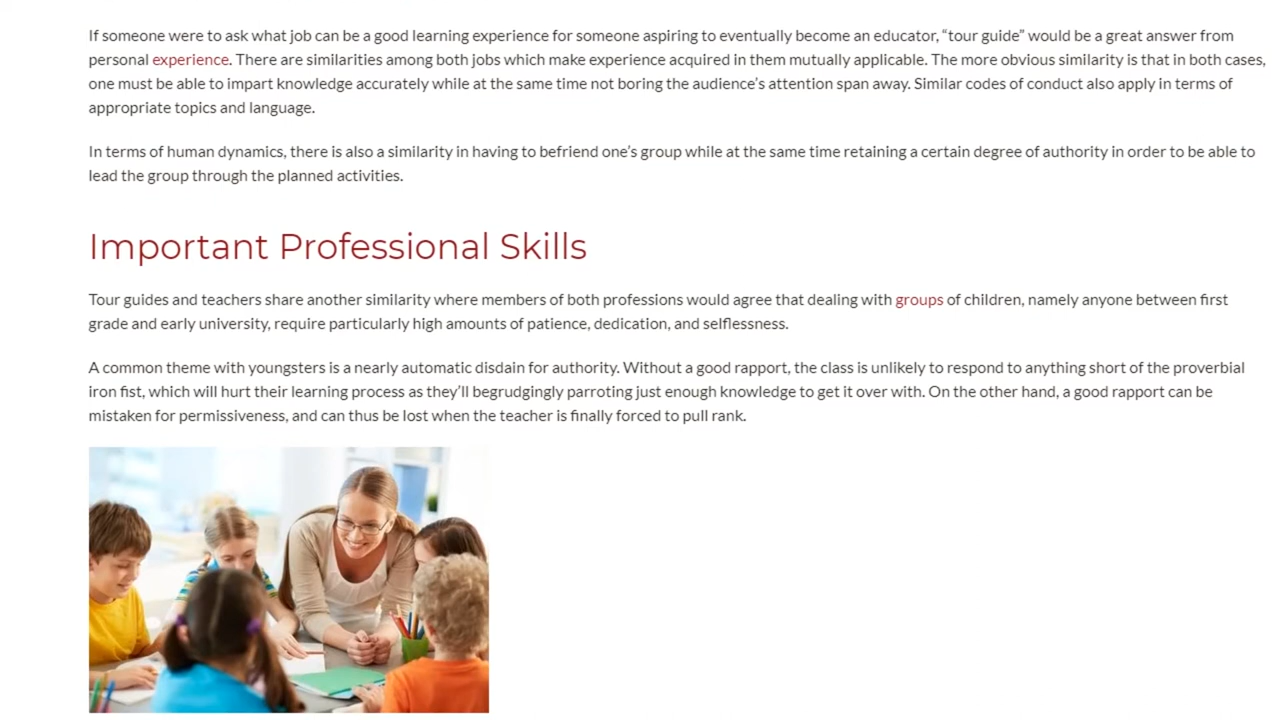 If someone were to ask what job can be a good learning experience for someone aspiring to eventually become an educator, “tour guide” would be a great answer from
personal experience. There are similarities among both jobs which make experience acquired in them mutually applicable. The more obvious similarity is that in both cases,
one must be able to impart knowledge accurately while at the same time not boring the audience’s attention span away. Similar codes of conduct also apply in terms of
appropriate topics and language.
In terms of human dynamics, there is also a similarity in having to befriend one’s group while at the same time retaining a certain degree of authority in order to be able to
lead the group through the planned activities.
Important Professional Skills
Tour guides and teachers share another similarity where members of both professions would agree that dealing with groups of children, namely anyone between first
grade and early university, require particularly high amounts of patience, dedication, and selflessness.
A common theme with youngsters is a nearly automatic disdain for authority. Without a good rapport, the class is unlikely to respond to anything short of the proverbial
iron fist, which will hurt their learning process as they’ll begrudgingly parroting just enough knowledge to get it over with. On the other hand, a good rapport can be
mistaken for permissiveness, and can thus be lost when the teacher is finally forced to pull rank.